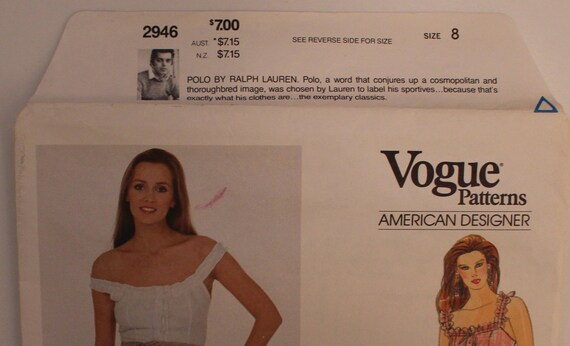 2946 $7.00
AUST. *$7.15
N.Z. $7.15
SEE REVERSE SIDE FOR SIZE
SIZE 8
POLO BY RALPH LAUREN. Polo, a word that conjures up a cosmopolitan and
thoroughbred image, was chosen by Lauren to label his sportives...because that's
exactly what his clothes are...the exemplary classics.
Vogue
Patterns
AMERICAN DESIGNER